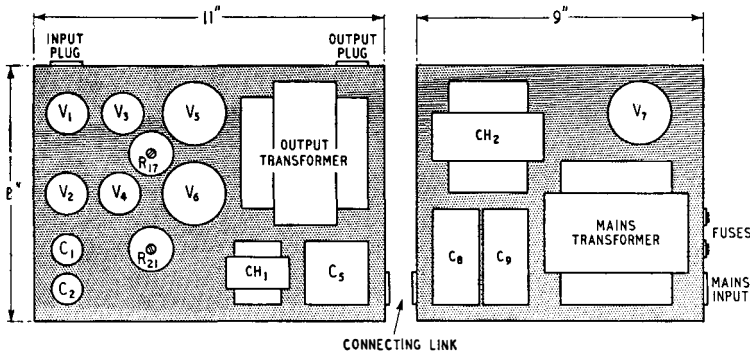 11"
9"
INPUT
PLUG
OUTPUT
PLUG
8"
V1
V3
V5
V7
R17
OUTPUT
TRANSFORMER
CH2
V2
V4
V6
MAINS
TRANSFORMER
FUSES
C1
R21
CH1
C5
C8
C9
C2
MAINS
INPUT
CONNECTING LINK